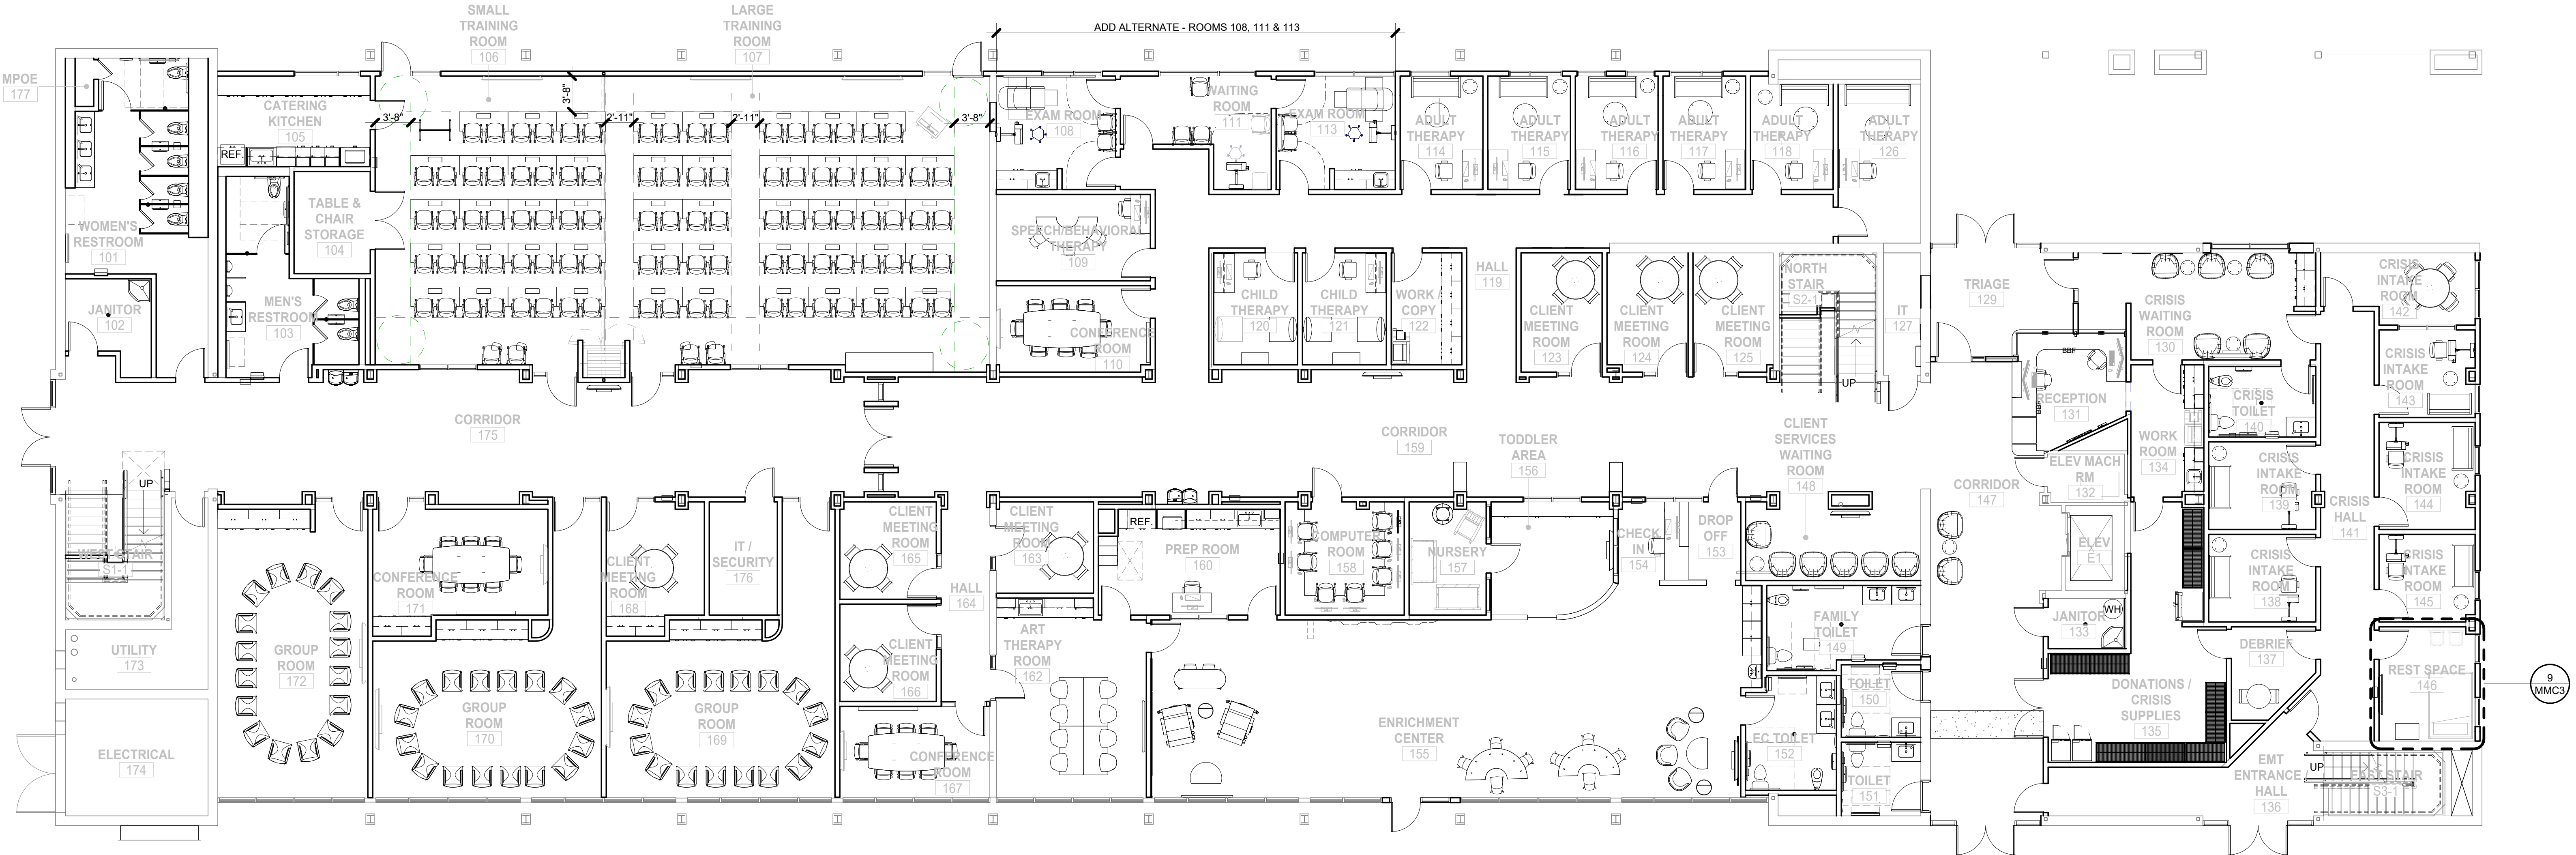 SMALL
TRAINING
ROOM
106
LARGE
TRAINING
ROOM
107
ADD ALTERNATE - ROOMS 108, 111 & 113
MPOE
177
CATERING
KITCHEN
105
REF.
3'-8"
3'-8"
2'-11"
2'-11"
3'-8"
EXAM ROOM
108
WAITING
ROOM
111
EXAM ROOM
113
ADULT
THERAPY
114
ADULT
THERAPY
115
ADULT
THERAPY
116
ADULT
THERAPY
117
ADULT
THERAPY
118
ADULT
THERAPY
126
WOMEN'S
RESTROOM
101
TABLE &
CHAIR
STORAGE
104
JANITOR
102
MEN'S
RESTROOM
103
SPEECH/BEHAVIORAL
THERAPY
109
CONFERENCE
ROOM
110
CHILD
THERAPY
120
CHILD
THERAPY
121
WORK /
COPY
122
HALL
119
CLIENT
MEETING
ROOM
123
CLIENT
MEETING
ROOM
124
CLIENT
MEETING
ROOM
125
NORTH
STAIR
S2-1
UP
IT
127
TRIAGE
129
CRISIS
WAITING
ROOM
130
CRISIS
INTAKE
ROOM
142
CRISIS
INTAKE
ROOM
143
BBF
RECEPTION
131
CRISIS
TOILET
140
CORRIDOR
175
CORRIDOR
159
TODDLER
AREA
156
CLIENT
SERVICES
WAITING
ROOM
148
CORRIDOR
147
ELEV MACH
RM
132
WORK
ROOM
134
CRISIS
INTAKE
ROOM
139
CRISIS
HALL
141
CRISIS
INTAKE
ROOM
144
UP
WEST STAIR
S1-1
CONFERENCE
ROOM
171
CLIENT
MEETING
ROOM
168
IT /
SECURITY
176
CLIENT
MEETING
ROOM
165
CLIENT
MEETING
ROOM
163
HALL
164
REF.
PREP ROOM
160
COMPUTER
ROOM
158
NURSERY
157
CHECK
IN
154
DROP
OFF
153
ELEV
E1
CRISIS
INTAKE
ROOM
138
CRISIS
INTAKE
ROOM
145
WH
JANITOR
133
UTILITY
173
GROUP
ROOM
172
GROUP
ROOM
170
GROUP
ROOM
169
CLIENT
MEETING
ROOM
166
ART
THERAPY
ROOM
162
FAMILY
TOILET
149
DEBRIEF
137
REST SPACE
146
9
MMC3
ELECTRICAL
174
CONFERENCE
ROOM
167
ENRICHMENT
CENTER
155
EC TOILET
152
TOILET
150
TOILET
151
DONATIONS /
CRISIS
SUPPLIES
135
EMT
ENTRANCE /
HALL
136
UP
EAST STAIR
S3-1